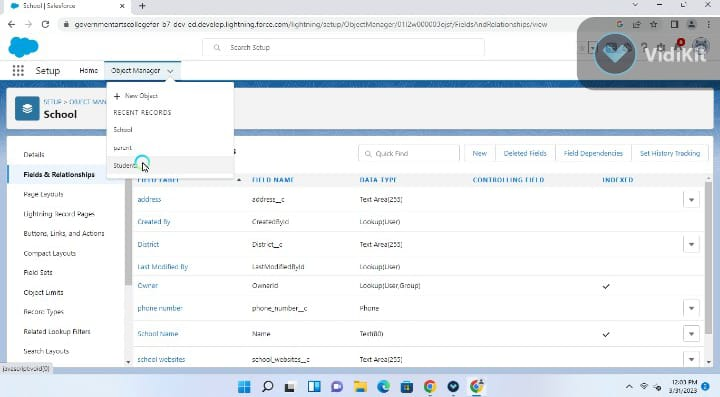 School | Salesforce
governmentartscollegefor-b7-dev-ed.develop.lightning.force.com/lightning/setup/ObjectManager/01I2w000003ejsf/FieldsAndRelationships/view
Search Setup
VidiKit
Setup Home Object Manager
SETUP > OBJECT MAN
School
New Object
RECENT RECORDS
School
parent
Student
Details
Fields & Relationships
Page Layouts
Lightning Record Pages
Buttons, Links, and Actions
Compact Layouts
Field Sets
Object Limits
Record Types
Related Lookup Filters
Search Layouts
Quick Find New Deleted Fields Field Dependencies Set History Tracking
FIELD LABEL FIELD NAME DATA TYPE CONTROLLING FIELD INDEXED
address address__c Text Area(255)
Created By CreatedById Lookup(User)
District District__c Text Area(255)
Last Modified By LastModifiedById Lookup(User)
Owner OwnerId Lookup(User,Group)
phone number phone_number__c Phone
School Name Name Text(80)
school websites school_websites__c Text Area(255)
javascript:void(0)
12:03 PM
3/31/2023